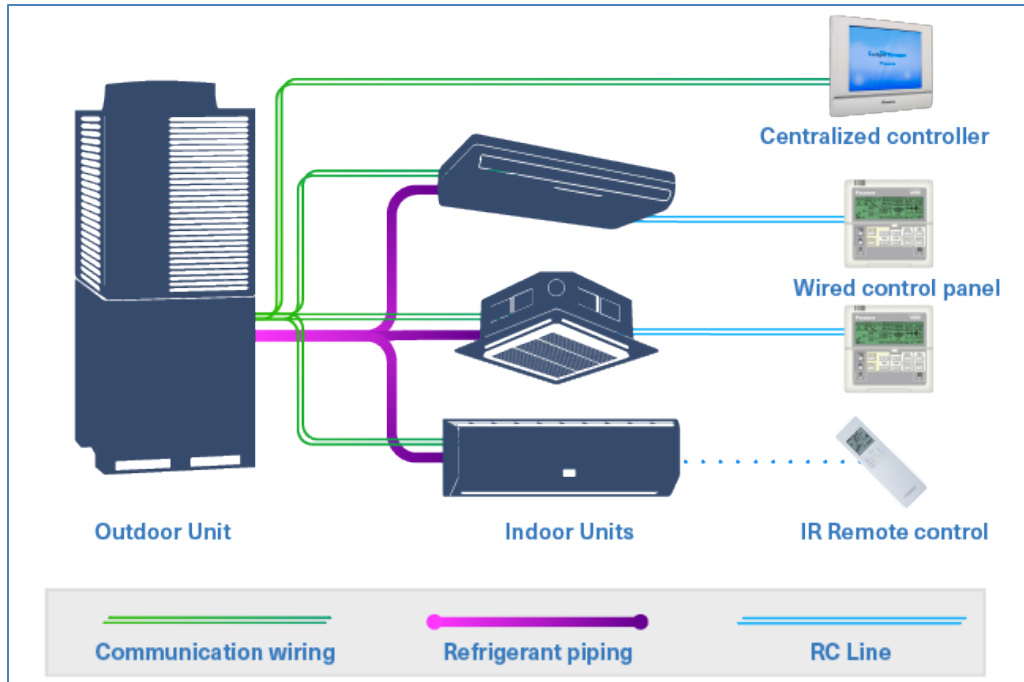 Centralized controller
Wired control panel
Outdoor Unit
Indoor Units
IR Remote control
Communication wiring
Refrigerant piping
RC Line